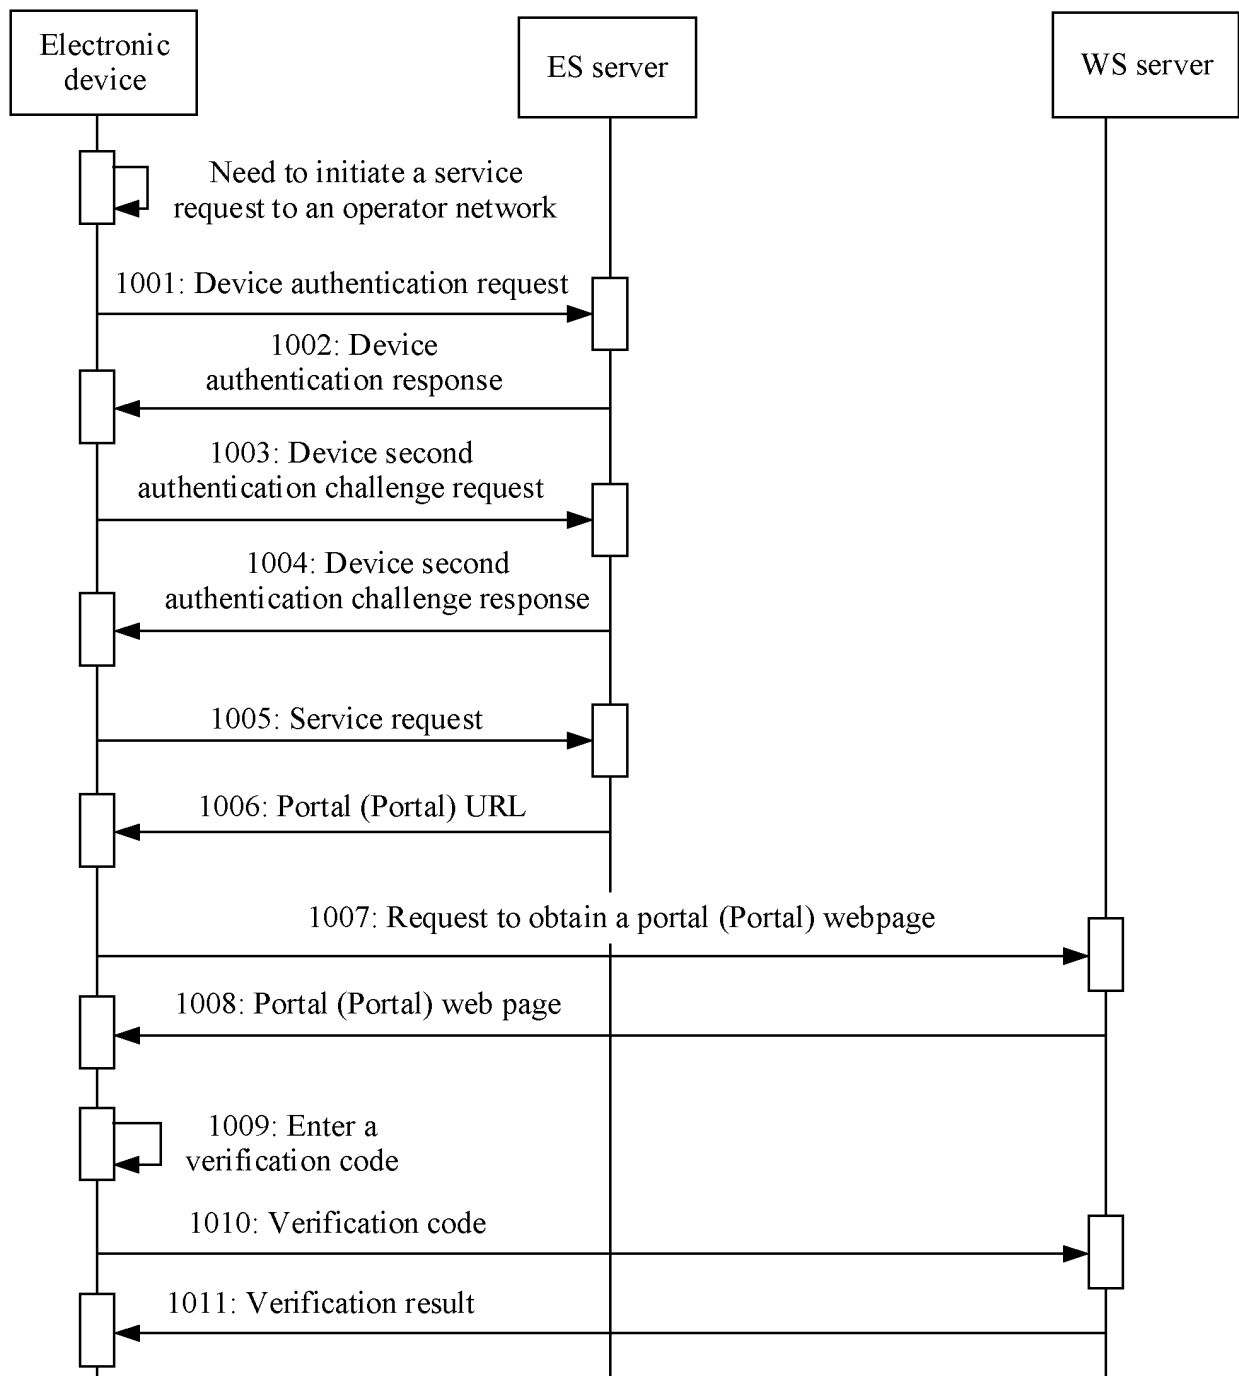 Electronic
device
ES server
WS server
Need to initiate a service
request to an operator network
1001: Device authentication request
1002: Device
authentication response
1003: Device second
authentication challenge request
1004: Device second
authentication challenge response
1005: Service request
1006: Portal (Portal) URL
1007: Request to obtain a portal (Portal) webpage
1008: Portal (Portal) web page
1009: Enter a
verification code
1010: Verification code
1011: Verification result